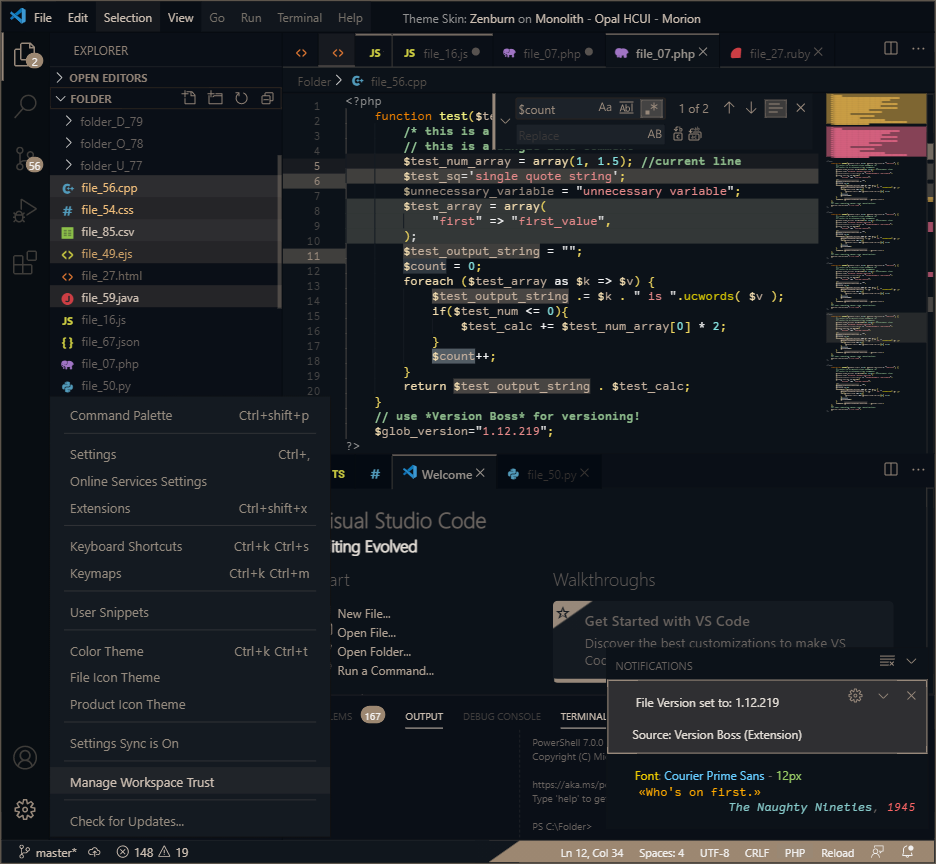 File Edit Selection View Go Run Terminal Help Theme Skin: Zenburn on Monolith - Opal HCUI - Morion
2
EXPLORER
OPEN EDITORS
FOLDER
folder_D_79
folder_O_78
folder_U_77
56
file_56.cpp
file_54.css
file_85.csv
file_49.ejs
file_27.html
file_59.java
file_16.js
file_67.json
file_07.php
file_50.py
JS
JS file_16.js
file_07.php
file_07.php
file_27.ruby
Folder > file_56.cpp
$count Aa Abl .* 1 of 2
Replace AB
1 <?php
2 function test($te
3 /* this is a
4 // this is a
5 $test_num_array = array(1, 1.5); //current line
6 $test_sq='single quote string';
7 $unnecessary_variable = "unnecessary variable";
8 $test_array = array(
9 "first" => "first_value",
10 );
11 $test_output_string = "";
12 $count = 0;
13 foreach ($test_array as $k => $v) {
14 $test_output_string .= $k . " is ".ucwords( $v );
15 if($test_num <= 0){
16 $test_calc += $test_num_array[0] * 2;
17 }
18 $count++;
19 }
20 return $test_output_string . $test_calc;
}
// use *Version Boss* for versioning!
$glob_version="1.12.219";
?>
Command Palette Ctrl+shift+p
Settings Ctrl+,
Online Services Settings
Extensions Ctrl+shift+x
Keyboard Shortcuts Ctrl+k Ctrl+s
Keymaps Ctrl+k Ctrl+m
User Snippets
Color Theme Ctrl+k Ctrl+t
File Icon Theme
Product Icon Theme
Settings Sync is On
Manage Workspace Trust
Check for Updates...
TS # Welcome file_50.py
isual Studio Code
iting Evolved
art
New File...
Open File...
Open Folder...
Run a Command...
Walkthroughs
Get Started with VS Code
Discover the best customizations to make VS
Coc
NOTIFICATIONS
File Version set to: 1.12.219
Source: Version Boss (Extension)
LEMS 167 OUTPUT DEBUG CONSOLE TERMINAL
PowerShell 7.0.0
Copyright (C) Mi
https://aka.ms/p
Type 'help' to ge
PS C:\Folder>
Font: Courier Prime Sans - 12px
«Who's on first.»
The Naughty Nineties, 1945
master* 148 19 Ln 12, Col 34 Spaces: 4 UTF-8 CRLF PHP Reload